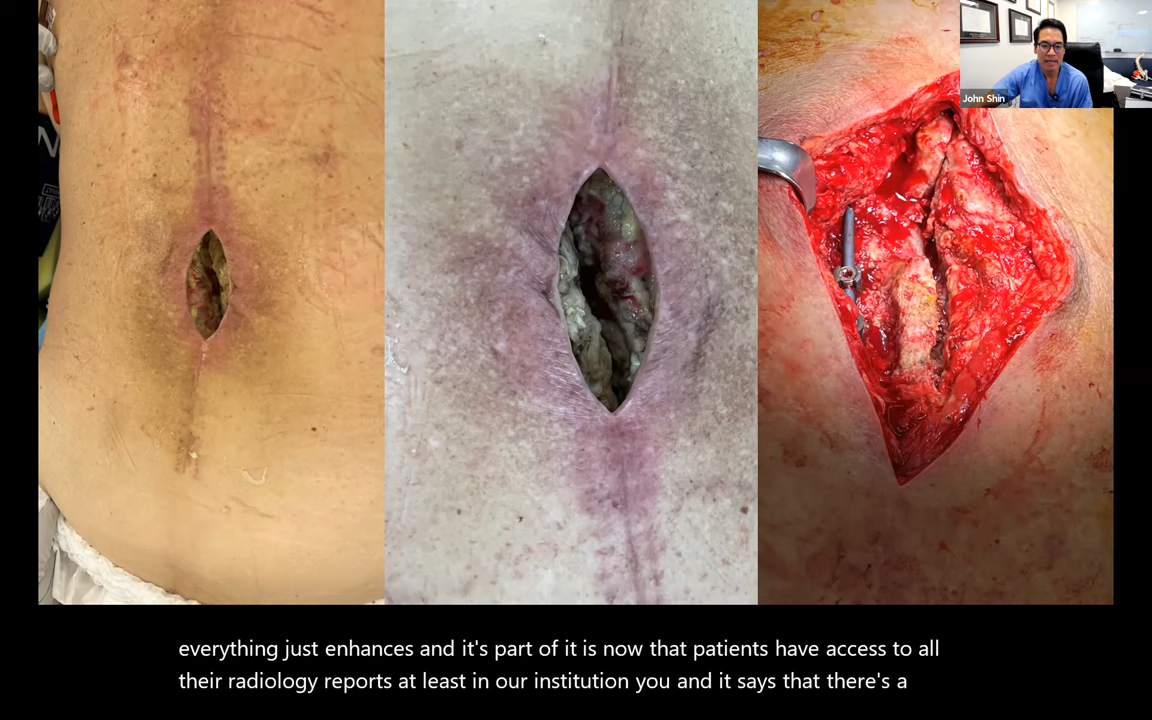 John Shin
everything just enhances and it's part of it is now that patients have access to all
their radiology reports at least in our institution you and it says that there's a